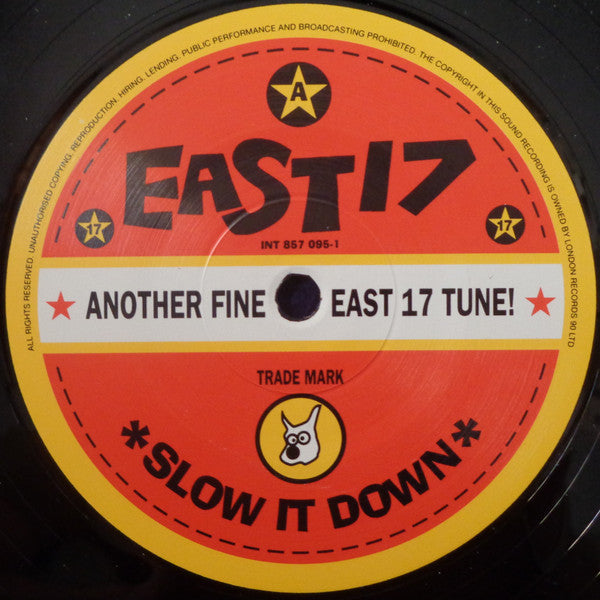 ALL RIGHTS RESERVED. UNAUTHORISED COPYING, REPRODUCTION, HIRING, LENDING, PUBLIC PERFORMANCE AND BROADCASTING PROHIBITED. THE COPYRIGHT IN THIS SOUND RECORDING IS OWNED BY LONDON RECORDS 90 LTD
A
EAST 17
17
17
INT 857 095-1
ANOTHER FINE EAST 17 TUNE!
TRADE MARK
*SLOW IT DOWN*